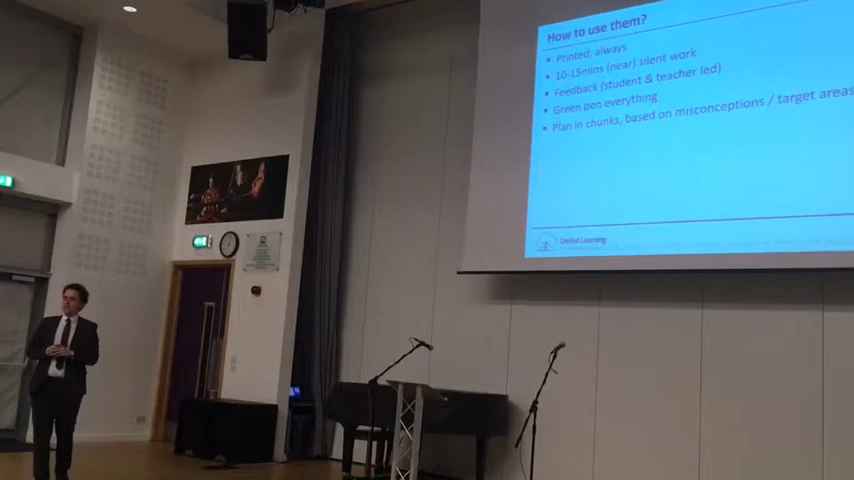 How to use them?
• Printed, always
• 10-15mins (near) silent work
• Feedback (student & teacher led)
• Green pen everything
• Plan in chunks, based on misconceptions / target areas
United Learning